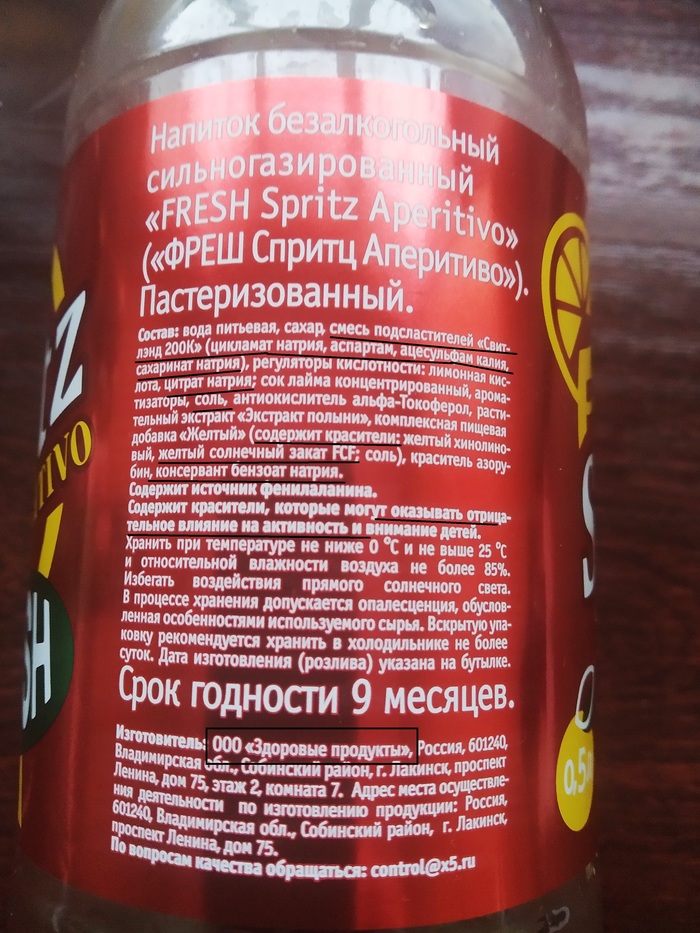 Напиток безалкогольный
сильногазированный
«FRESH Spritz Aperitivo»
(«ФРЕШ Спритц Аперитиво»).
Пастеризованный.
Состав: вода питьевая, сахар, смесь подсластителей «Свит-
лэнд 200К» (цикламат натрия, аспартам, ацесульфам калия,
сахаринат натрия), регуляторы кислотности: лимонная кис-
лота, цитрат натрия; сок лайма концентрированный, арома-
тизаторы, соль, антиокислитель альфа-Токоферол, расти-
тельный экстракт «Экстракт полыни», комплексная пищевая
добавка «Желтый» (содержит красители: желтый хинолино-
вый, желтый солнечный закат FCF; соль), краситель азору-
бин, консервант бензоат натрия.
Содержит источник фенилаланина.
Содержит красители, которые могут оказывать отрица-
тельное влияние на активность и внимание детей.
Хранить при температуре не ниже 0 °С и не выше 25 °С
и относительной влажности воздуха не более 85%.
Избегать воздействия прямого солнечного света.
В процессе хранения допускается опалесценция, обуслов-
ленная особенностями используемого сырья. Вскрытую упа-
ковку рекомендуется хранить в холодильнике не более
суток. Дата изготовления (розлива) указана на бутылке.
Срок годности 9 месяцев.
Изготовитель: ООО «Здоровые продукты», Россия, 601240,
Владимирская обл., Собинский район, г. Лакинск, проспект
Ленина, дом 75, этаж 2, комната 7. Адрес места осуществле-
ния деятельности по изготовлению продукции: Россия,
601240, Владимирская обл., Собинский район, г. Лакинск,
проспект Ленина, дом 75.
По вопросам качества обращаться: control@x5.ru
0,5